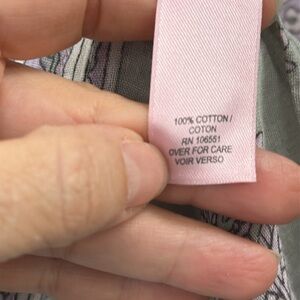 100% COTTON/
COTON
RN 106551
OVER FOR CARE
VOIR VERSO